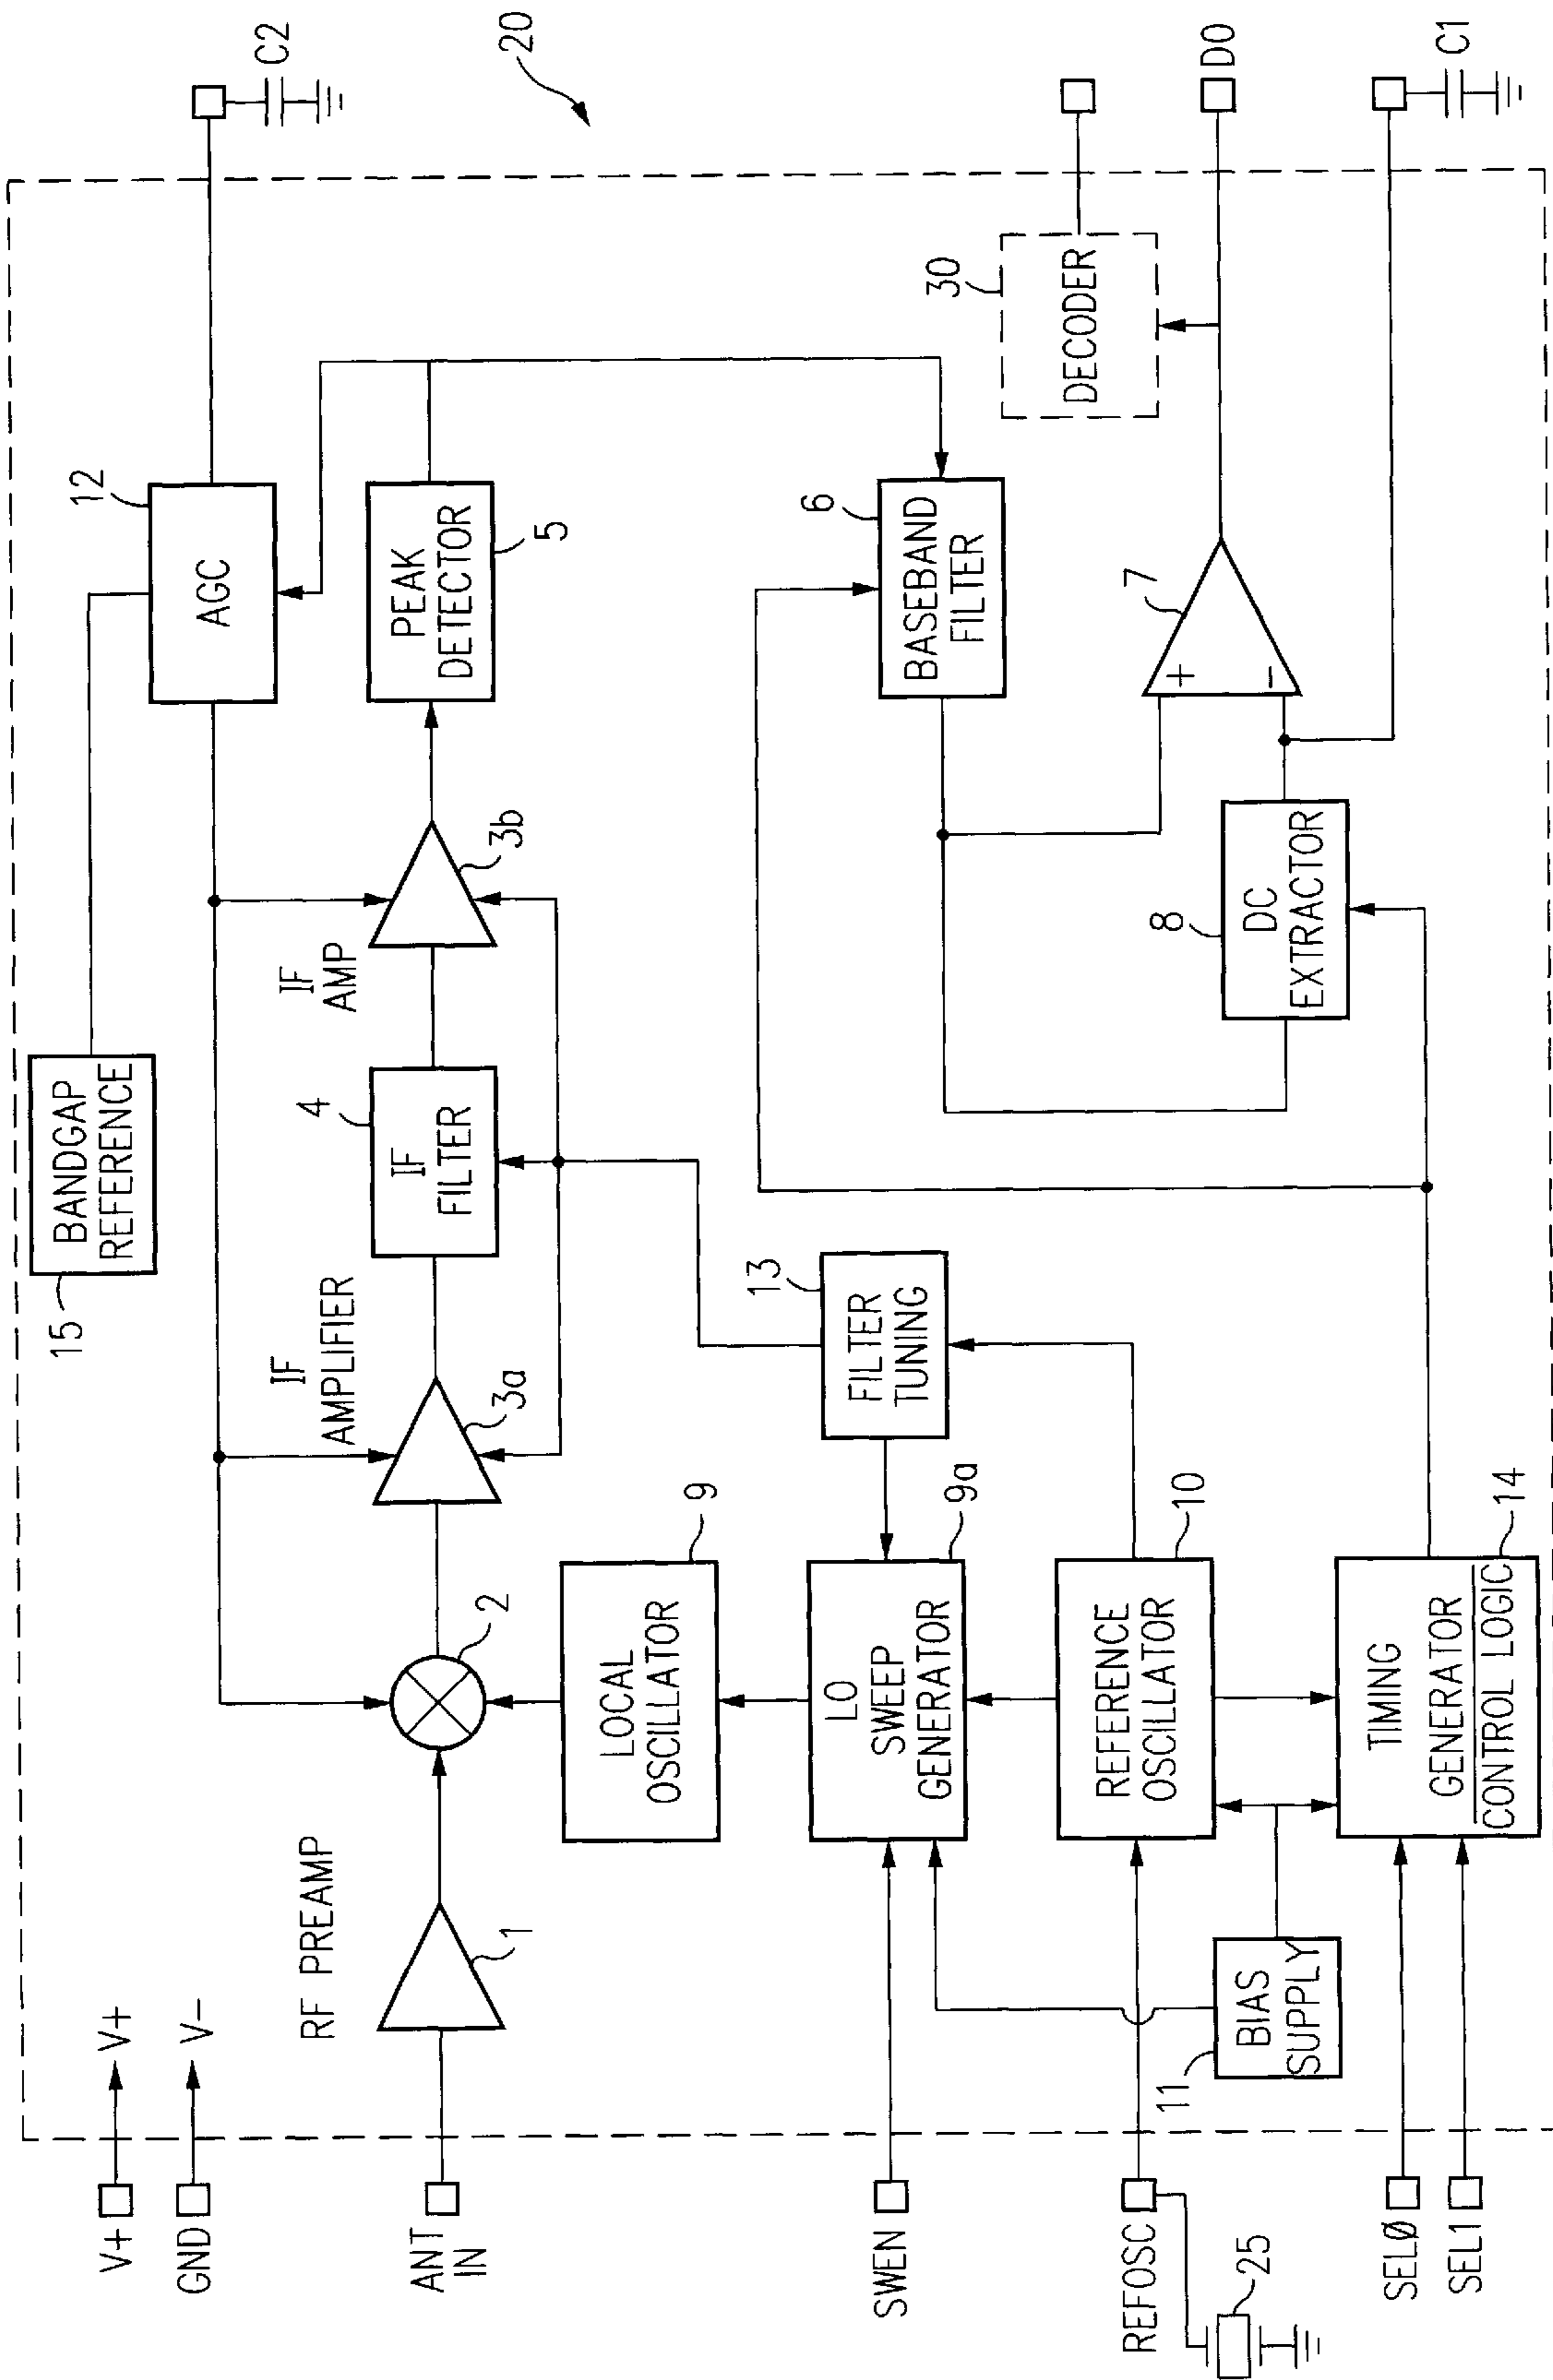 V+
V+
GND
V-
ANT
IN
RF PREAMP
1
2
IF
AMPLIFIER
3a
4
IF
FILTER
IF
AMP
3b
PEAK
DETECTOR
5
12
AGC
C2
20
15
BANDGAP
REFERENCE
9
LOCAL
OSCILLATOR
SWEN
LO
SWEEP
GENERATOR
9a
13
FILTER
TUNING
6
BASEBAND
FILTER
30
DECODER
REFOSC
25
REFERENCE
OSCILLATOR
10
11
BIAS
SUPPLY
8
DC
EXTRACTOR
7
+
-
DO
C1
SELØ
SEL1
TIMING
GENERATOR
CONTROL LOGIC
14